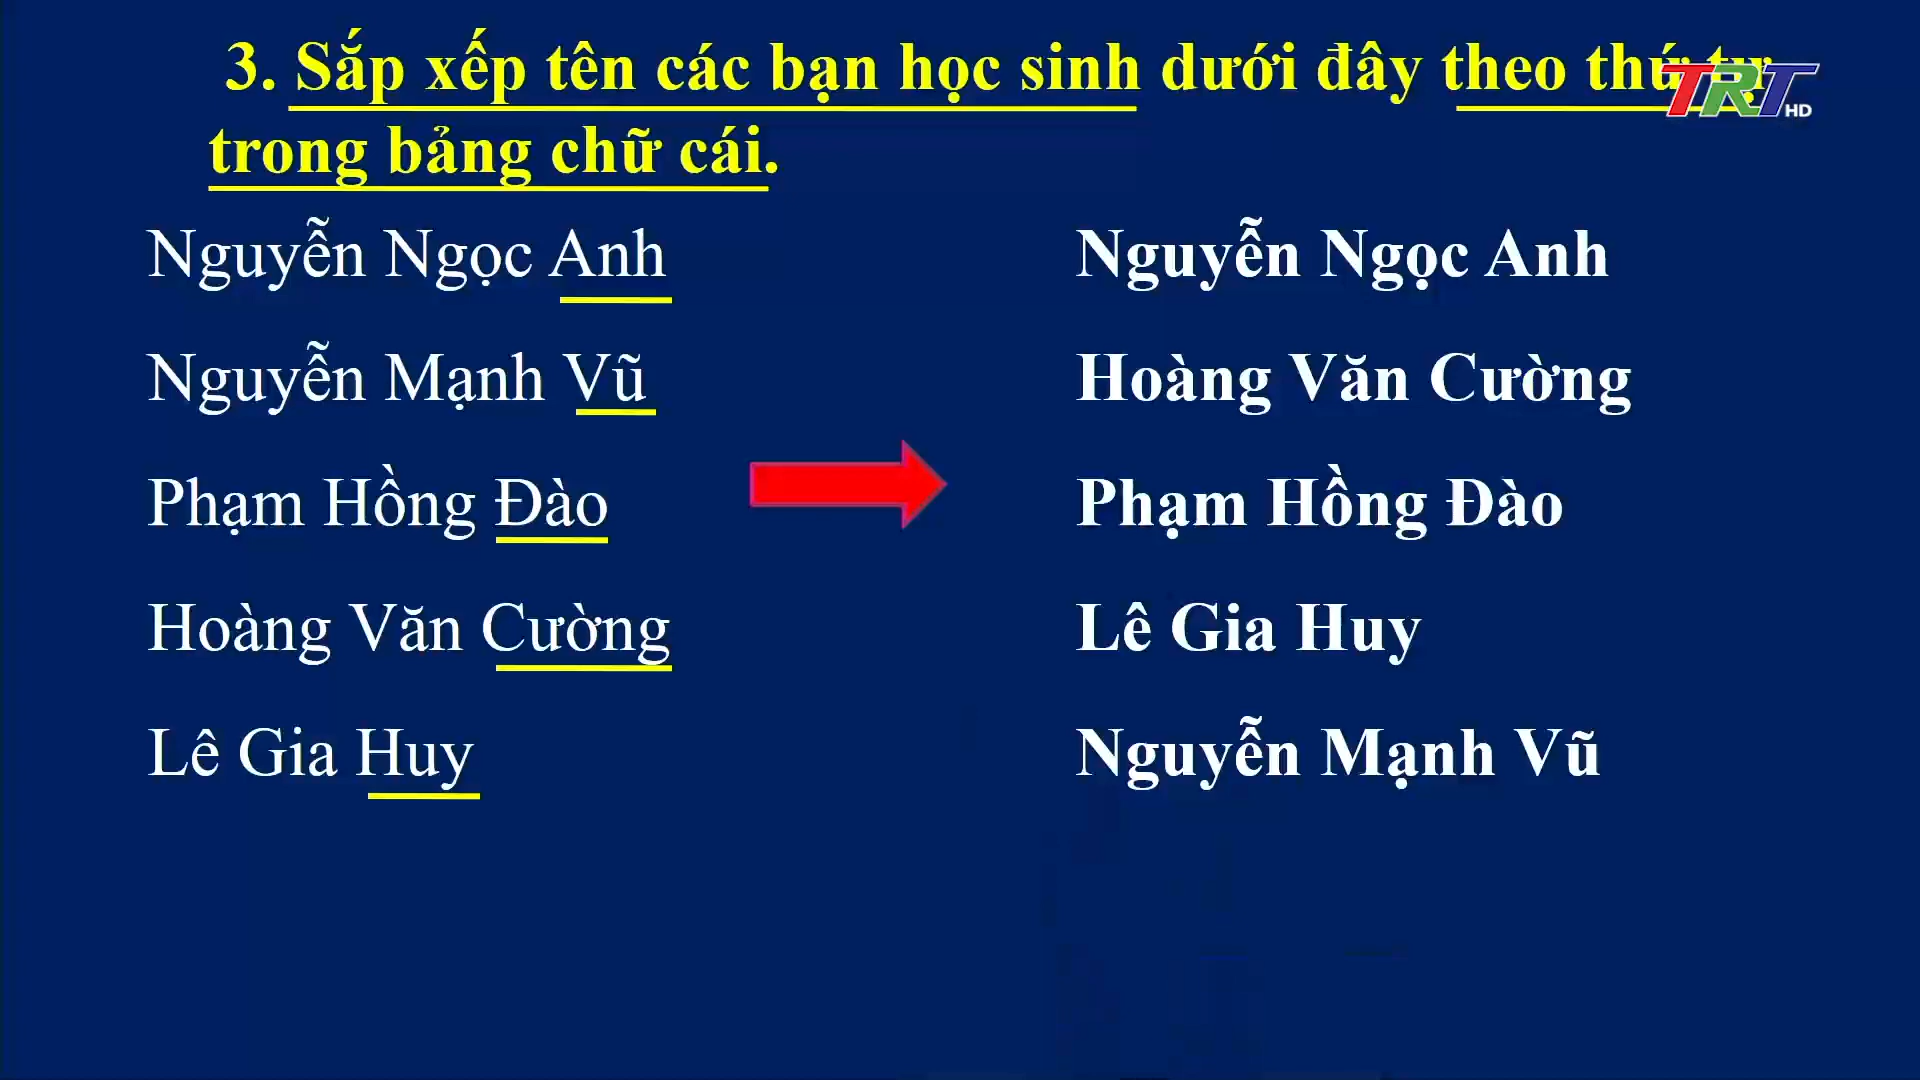 3. Sắp xếp tên các bạn học sinh dưới đây theo thứ tự
trong bảng chữ cái.
TRT HD
Nguyễn Ngọc Anh
Nguyễn Mạnh Vũ
Phạm Hồng Đào
Hoàng Văn Cường
Lê Gia Huy
Nguyễn Ngọc Anh
Hoàng Văn Cường
Phạm Hồng Đào
Lê Gia Huy
Nguyễn Mạnh Vũ